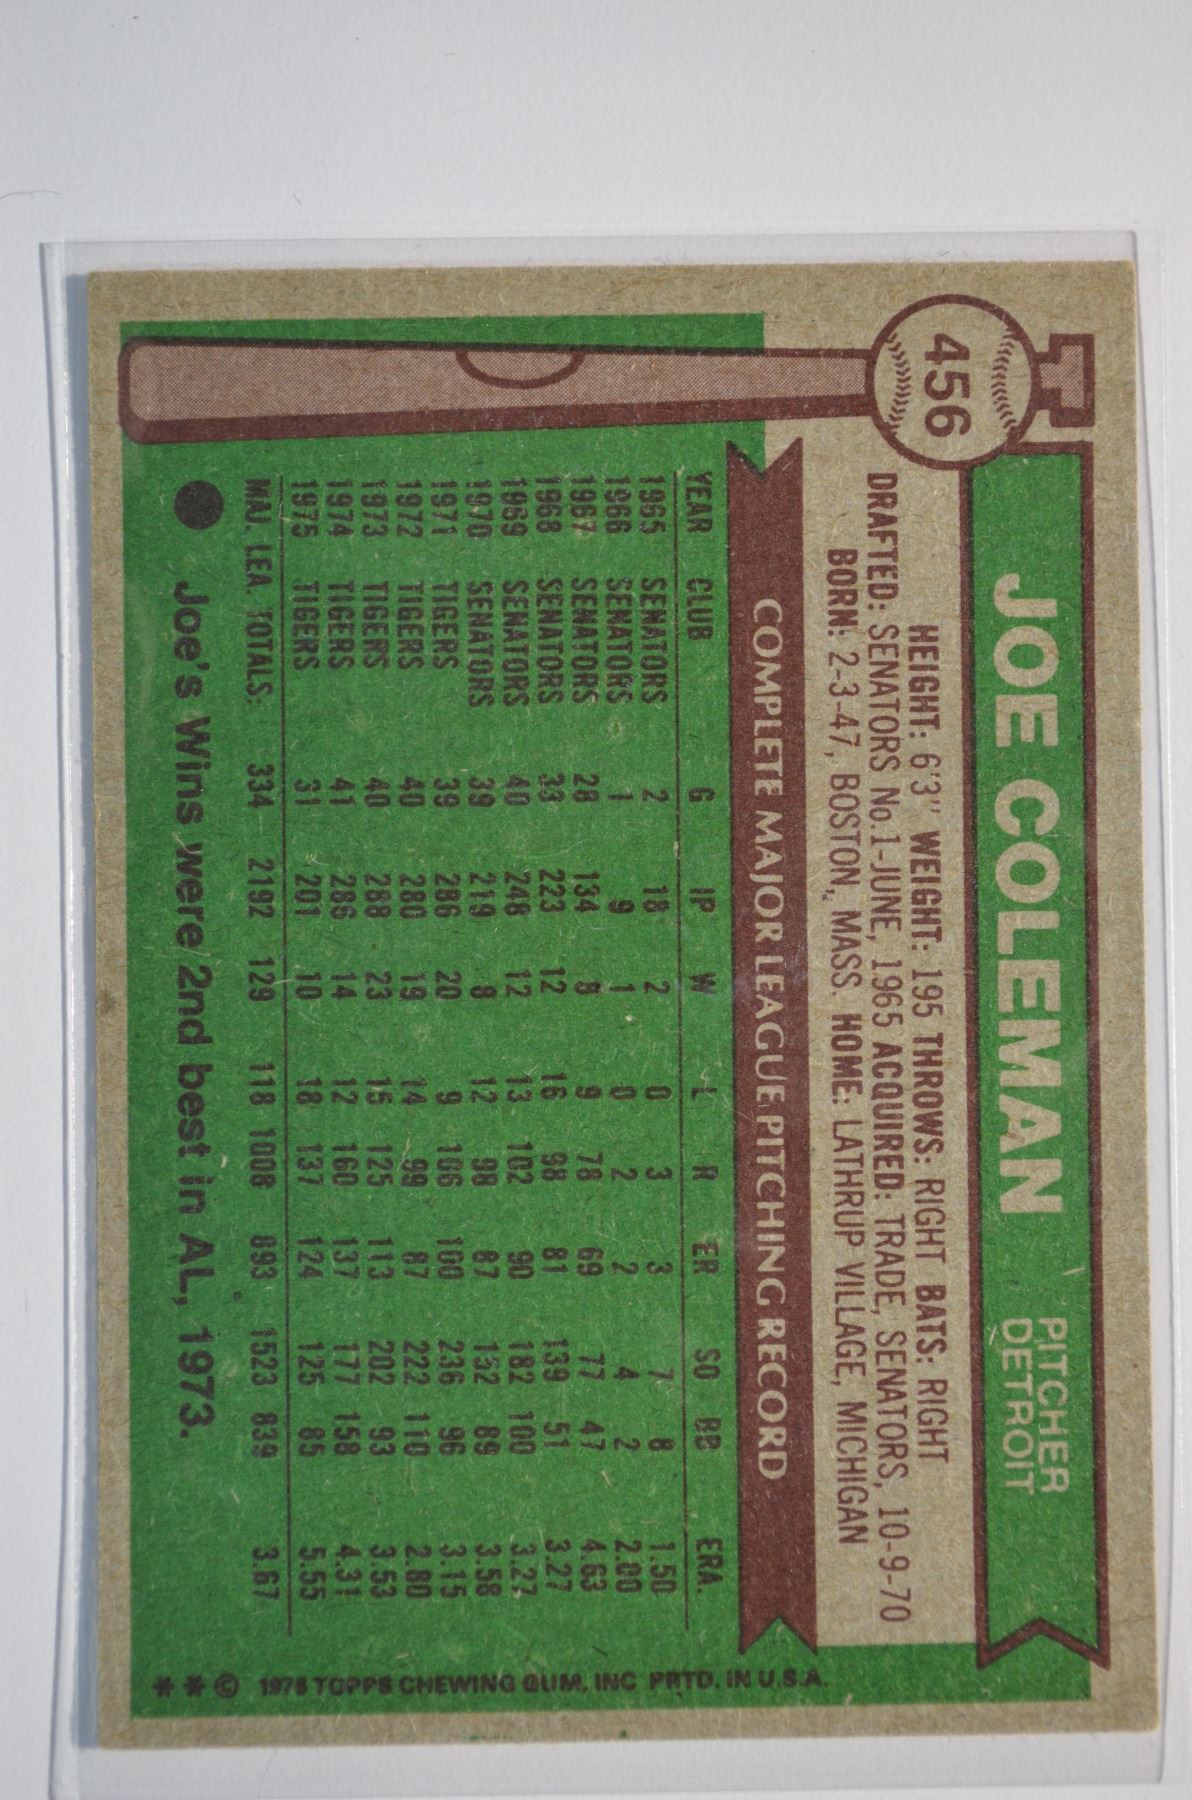 456
JOE COLEMAN
PITCHER
DETROIT
HEIGHT: 6'3" WEIGHT: 195 THROWS: RIGHT BATS: RIGHT
DRAFTED: SENATORS No.1-JUNE, 1965 ACQUIRED: TRADE, SENATORS, 10-9-70
BORN: 2-3-47, BOSTON, MASS. HOME: LATHRUP VILLAGE, MICHIGAN
COMPLETE MAJOR LEAGUE PITCHING RECORD
YEAR CLUB G IP W L R ER SO BB ERA.
1965 SENATORS 2 18 2 0 3 3 7 8 1.50
1966 SENATORS 1 9 1 0 2 2 4 2 2.00
1967 SENATORS 28 134 8 9 78 69 77 47 4.63
1968 SENATORS 33 223 12 16 98 81 139 51 3.27
1969 SENATORS 40 248 12 13 102 90 182 100 3.27
1970 SENATORS 39 219 8 12 98 87 152 89 3.58
1971 TIGERS 39 286 20 9 106 100 236 96 3.15
1972 TIGERS 40 280 19 14 99 87 222 110 2.80
1973 TIGERS 40 288 23 15 125 113 202 93 3.53
1974 TIGERS 41 286 14 12 160 137 177 158 4.31
1975 TIGERS 31 201 10 18 137 124 125 85 5.55
MAJ. LEA. TOTALS: 334 2192 129 118 1008 893 1523 839 3.67
Joe's Wins were 2nd best in AL, 1973.
** © 1976 TOPPS CHEWING GUM, INC PRTD. IN U.S.A.